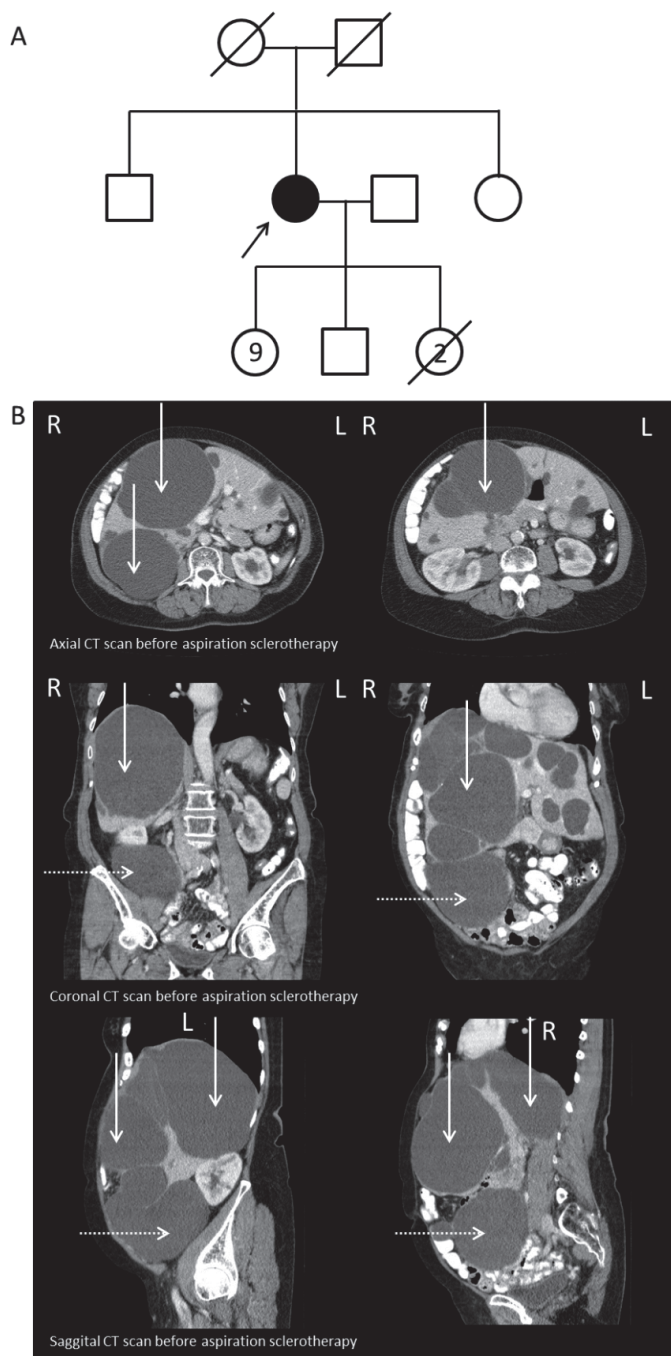 A
9
2
B
R L R L
Axial CT scan before aspiration sclerotherapy
R L R L
Coronal CT scan before aspiration sclerotherapy
L R
Saggital CT scan before aspiration sclerotherapy